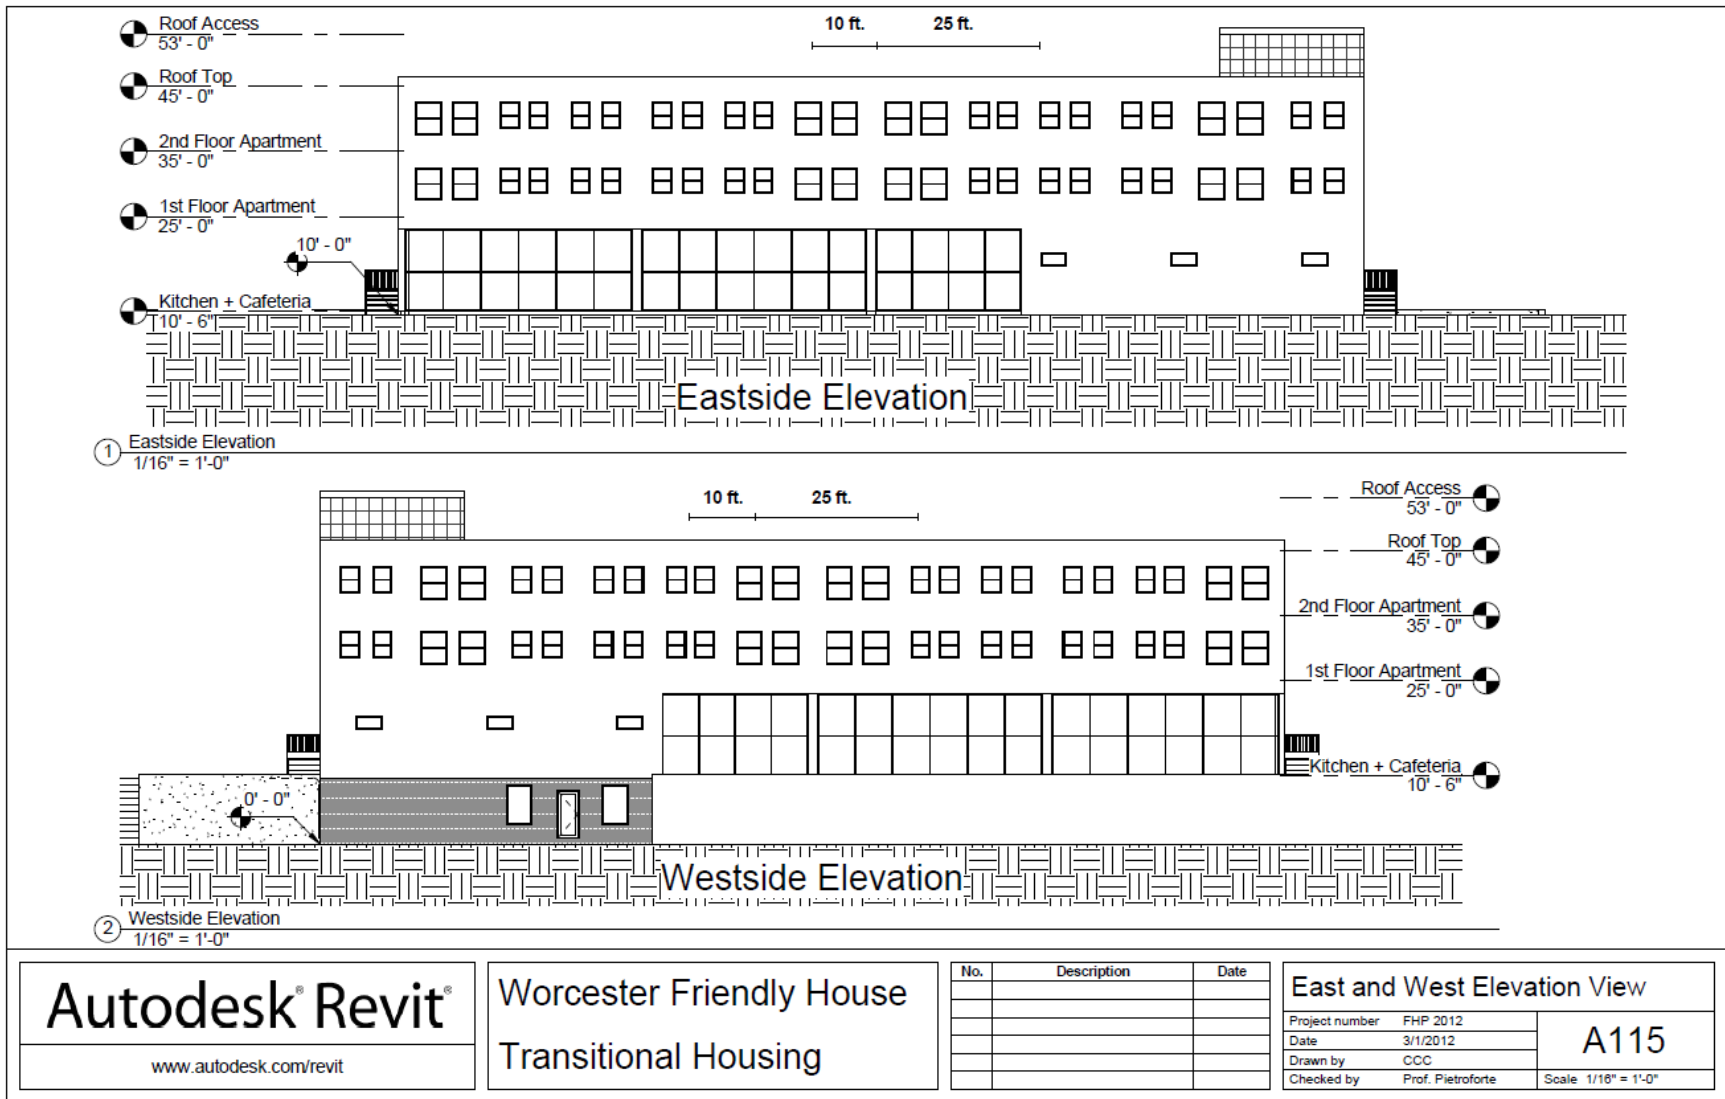 Roof Access
53' - 0"
Roof Top
45' - 0"
2nd Floor Apartment
35' - 0"
1st Floor Apartment
25' - 0"
10' - 0"
Kitchen + Cafeteria
10' - 6"
10 ft. 25 ft.
Eastside Elevation
1 Eastside Elevation
1/16" = 1'-0"
10 ft. 25 ft.
Roof Access
53' - 0"
Roof Top
45' - 0"
2nd Floor Apartment
35' - 0"
1st Floor Apartment
25' - 0"
Kitchen + Cafeteria
10' - 6"
0' - 0"
Westside Elevation
2 Westside Elevation
1/16" = 1'-0"
Autodesk® Revit®
www.autodesk.com/revit
Worcester Friendly House
Transitional Housing
No. Description Date
East and West Elevation View
Project number FHP 2012
Date 3/1/2012
Drawn by CCC
Checked by Prof. Pietroforte
A115
Scale 1/16" = 1'-0"